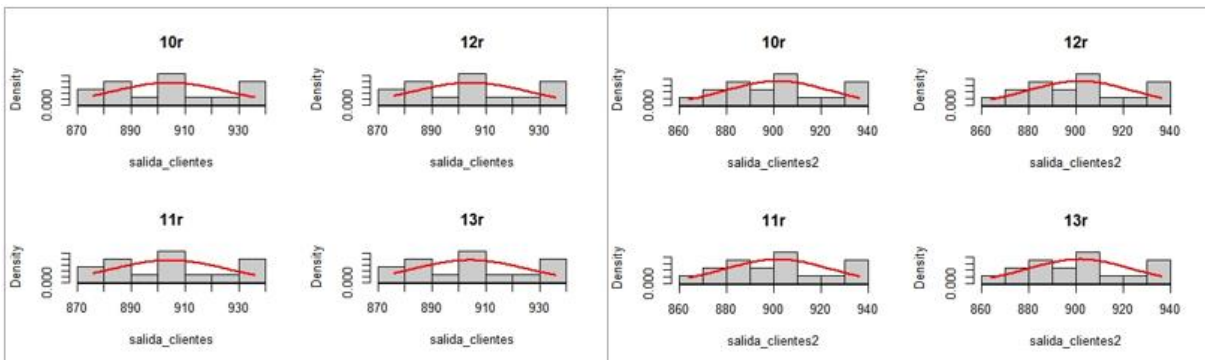 10r
Density
0.000
870 890 910 930
salida_clientes
12r
Density
0.000
870 890 910 930
salida_clientes
11r
Density
0.000
870 890 910 930
salida_clientes
13r
Density
0.000
870 890 910 930
salida_clientes
10r
Density
0.000
860 880 900 920 940
salida_clientes2
12r
Density
0.000
860 880 900 920 940
salida_clientes2
11r
Density
0.000
860 880 900 920 940
salida_clientes2
13r
Density
0.000
860 880 900 920 940
salida_clientes2